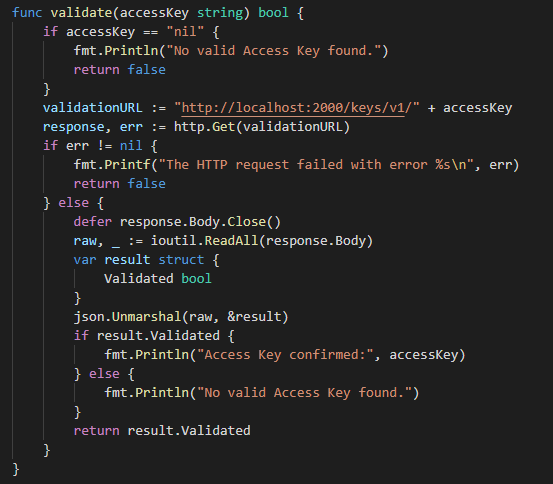 func validate(accessKey string) bool {
    if accessKey == "nil" {
        fmt.Println("No valid Access Key found.")
        return false
    }
    validationURL := "http://localhost:2000/keys/v1/" + accessKey
    response, err := http.Get(validationURL)
    if err != nil {
        fmt.Printf("The HTTP request failed with error %s\n", err)
        return false
    } else {
        defer response.Body.Close()
        raw, _ := ioutil.ReadAll(response.Body)
        var result struct {
            Validated bool
        }
        json.Unmarshal(raw, &result)
        if result.Validated {
            fmt.Println("Access Key confirmed:", accessKey)
        } else {
            fmt.Println("No valid Access Key found.")
        }
        return result.Validated
    }
}